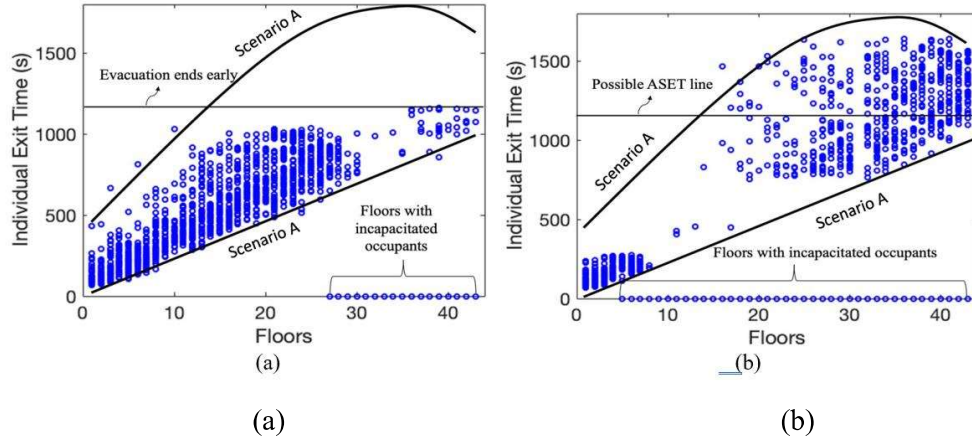 (a)
Scenario A
Evacuation ends early
Scenario A
Floors with
incapacitated
occupants
Individual Exit Time (s)
0
500
1000
1500
0
10
20
30
40
Floors
(a)
(a)
(b)
Possible ASET line
Scenario A
Scenario A
Floors with incapacitated occupants
Individual Exit Time (s)
0
500
1000
1500
0
10
20
30
40
Floors
(b)
(b)